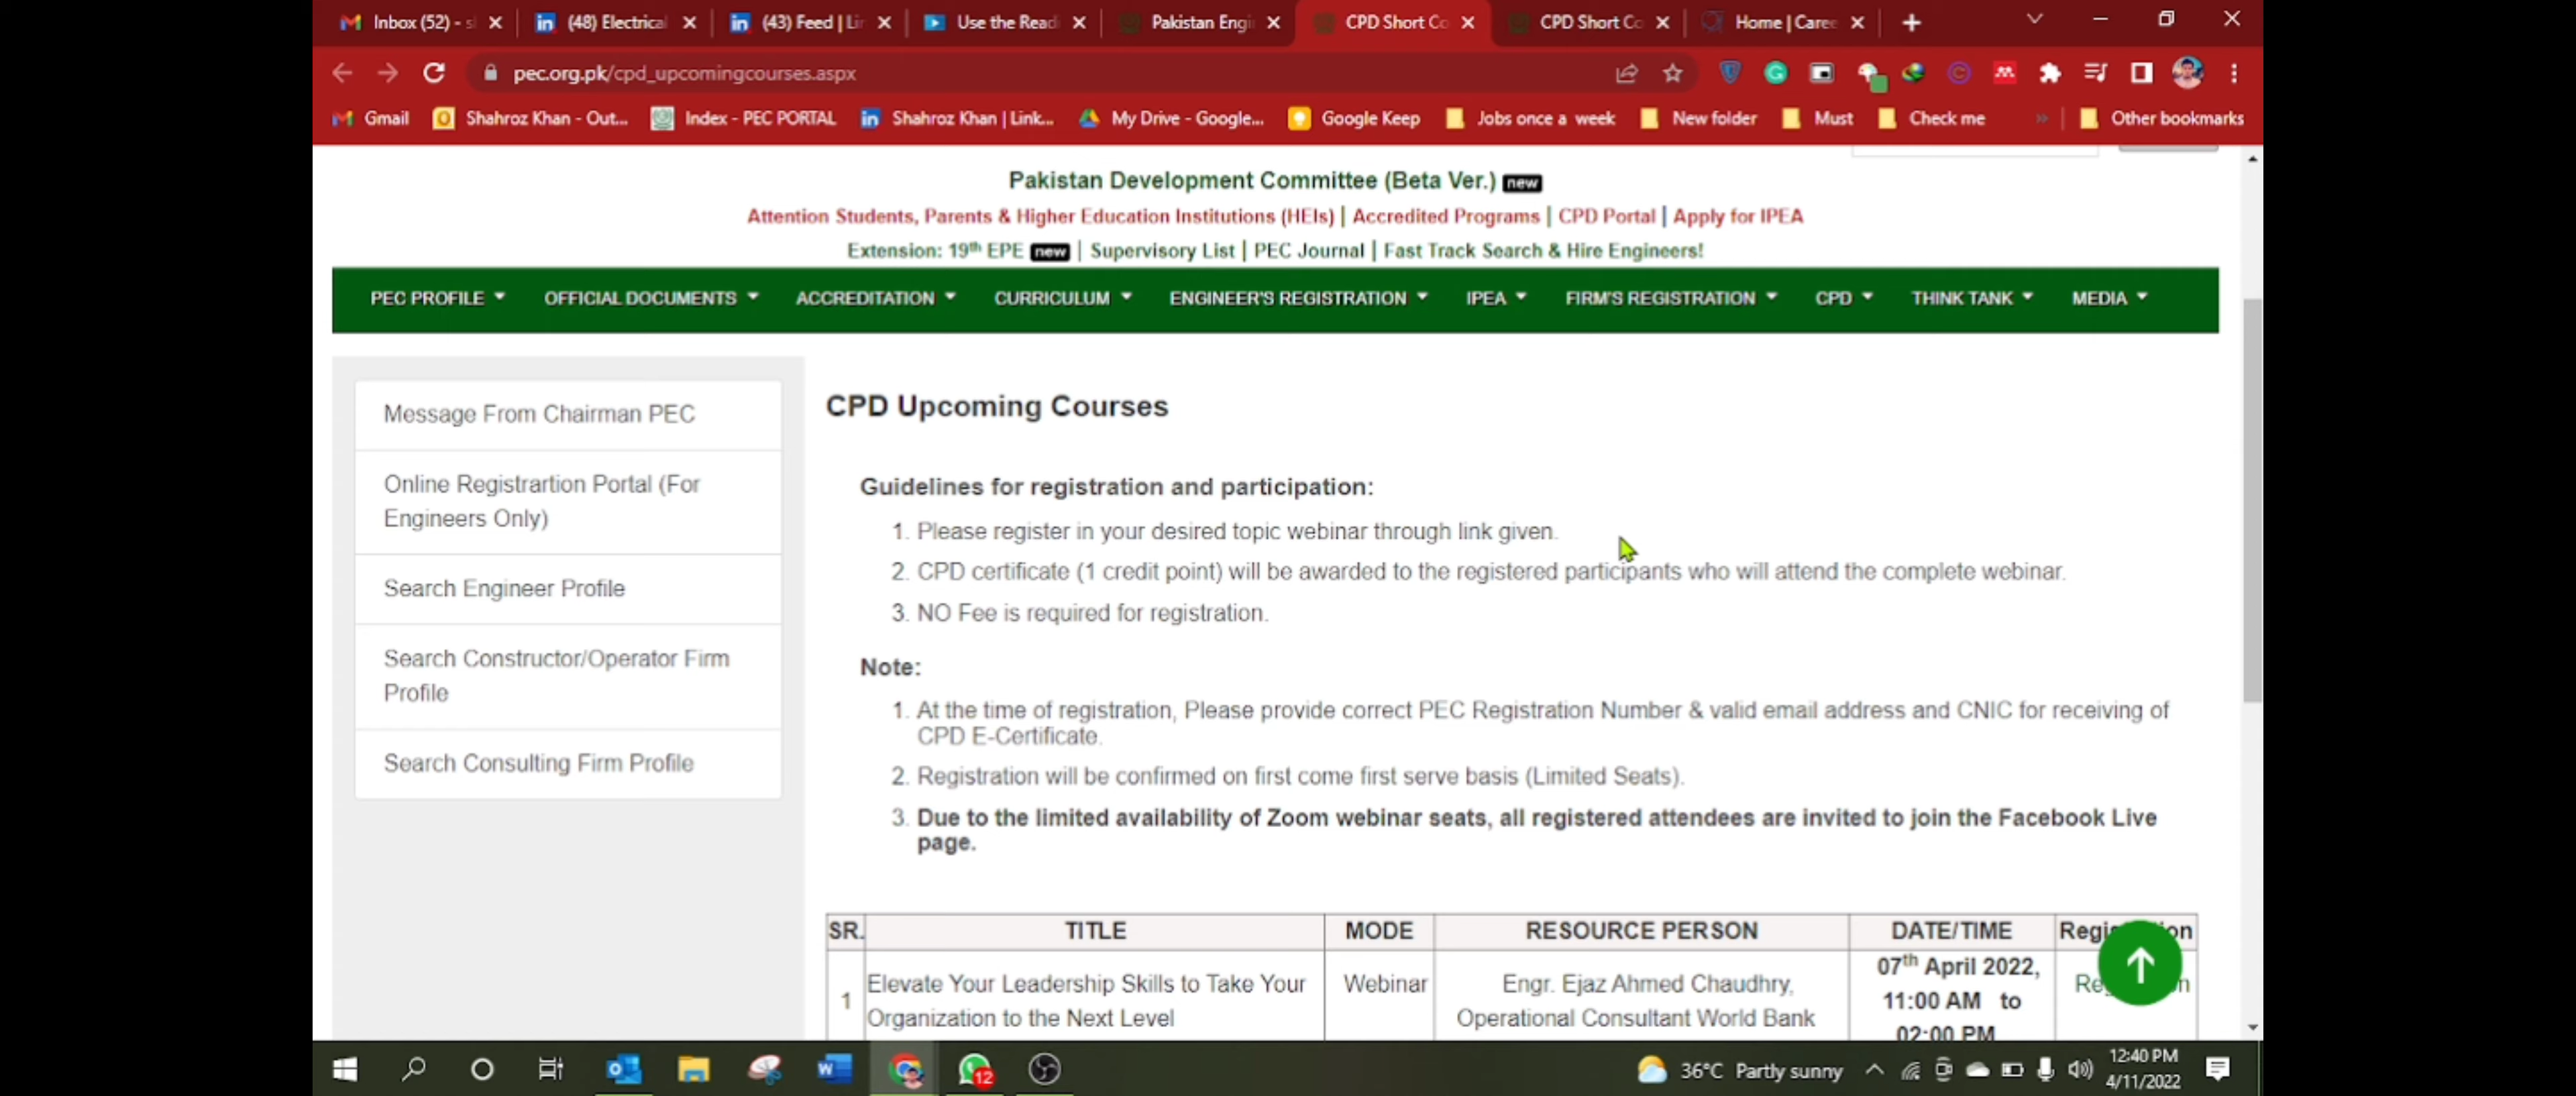 Inbox (52) - s
(48) Electrical
(43) Feed | Lin
Use the Read
Pakistan Engi
CPD Short Co
CPD Short Co
Home | Caree
pec.org.pk/cpd_upcomingcourses.aspx
Gmail
Shahroz Khan - Out...
Index - PEC PORTAL
Shahroz Khan | Link...
My Drive - Google...
Google Keep
Jobs once a week
New folder
Must
Check me
»
Other bookmarks
Pakistan Development Committee (Beta Ver.) new
Attention Students, Parents & Higher Education Institutions (HEIs) | Accredited Programs | CPD Portal | Apply for IPEA
Extension: 19th EPE new | Supervisory List | PEC Journal | Fast Track Search & Hire Engineers!
PEC PROFILE OFFICIAL DOCUMENTS ACCREDITATION CURRICULUM ENGINEER'S REGISTRATION IPEA FIRM'S REGISTRATION CPD THINK TANK MEDIA
Message From Chairman PEC
Online Registrartion Portal (For
Engineers Only)
Search Engineer Profile
Search Constructor/Operator Firm
Profile
Search Consulting Firm Profile
CPD Upcoming Courses
Guidelines for registration and participation:
1. Please register in your desired topic webinar through link given.
2. CPD certificate (1 credit point) will be awarded to the registered participants who will attend the complete webinar.
3. NO Fee is required for registration.
Note:
1. At the time of registration, Please provide correct PEC Registration Number & valid email address and CNIC for receiving of
CPD E-Certificate.
2. Registration will be confirmed on first come first serve basis (Limited Seats).
3. Due to the limited availability of Zoom webinar seats, all registered attendees are invited to join the Facebook Live
page.
SR. TITLE MODE RESOURCE PERSON DATE/TIME
1
Elevate Your Leadership Skills to Take Your
Organization to the Next Level
Webinar
Engr. Ejaz Ahmed Chaudhry,
Operational Consultant World Bank
07th April 2022,
11:00 AM to
02:00 PM
12
36°C Partly sunny
12:40 PM
4/11/2022